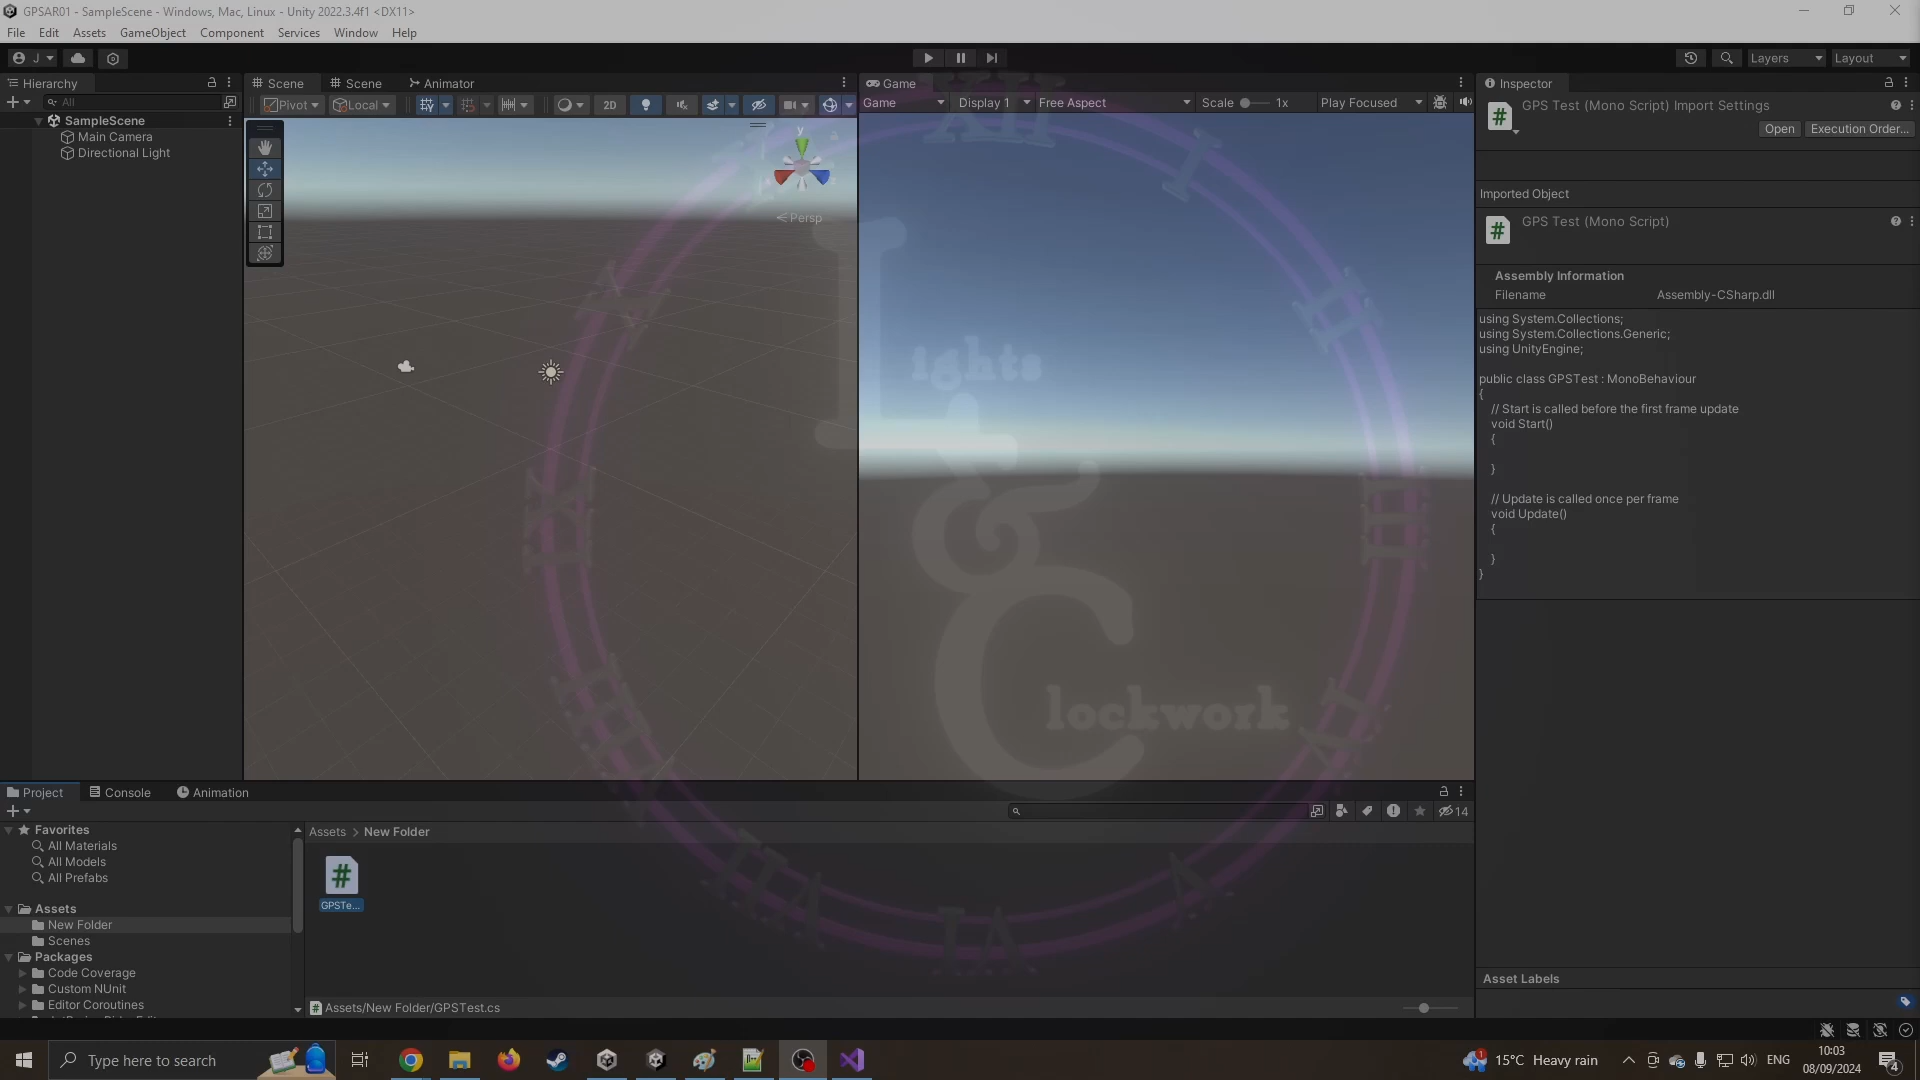 GPSAR01 - SampleScene - Windows, Mac, Linux - Unity 2022.3.4f1 <DX11>
File Edit Assets GameObject Component Services Window Help
J
Layers Layout
Hierarchy
All
SampleScene
Main Camera
Directional Light
Scene Scene Animator
Pivot Local 2D
y
Persp
Game
Game Display 1 Free Aspect Scale 1x Play Focused
XII
I
L
ights
&
C
lockwork
Inspector
GPS Test (Mono Script) Import Settings
Open Execution Order...
Imported Object
GPS Test (Mono Script)
Assembly Information
Filename Assembly-CSharp.dll
using System.Collections;
using System.Collections.Generic;
using UnityEngine;
public class GPSTest : MonoBehaviour
{
// Start is called before the first frame update
void Start()
{
}
// Update is called once per frame
void Update()
{
}
}
Asset Labels
Project Console Animation
14
Favorites
All Materials
All Models
All Prefabs
Assets
New Folder
Scenes
Packages
Code Coverage
Custom NUnit
Editor Coroutines
Assets > New Folder
GPSTe...
Assets/New Folder/GPSTest.cs
Type here to search
15°C Heavy rain
ENG
10:03
08/09/2024
4